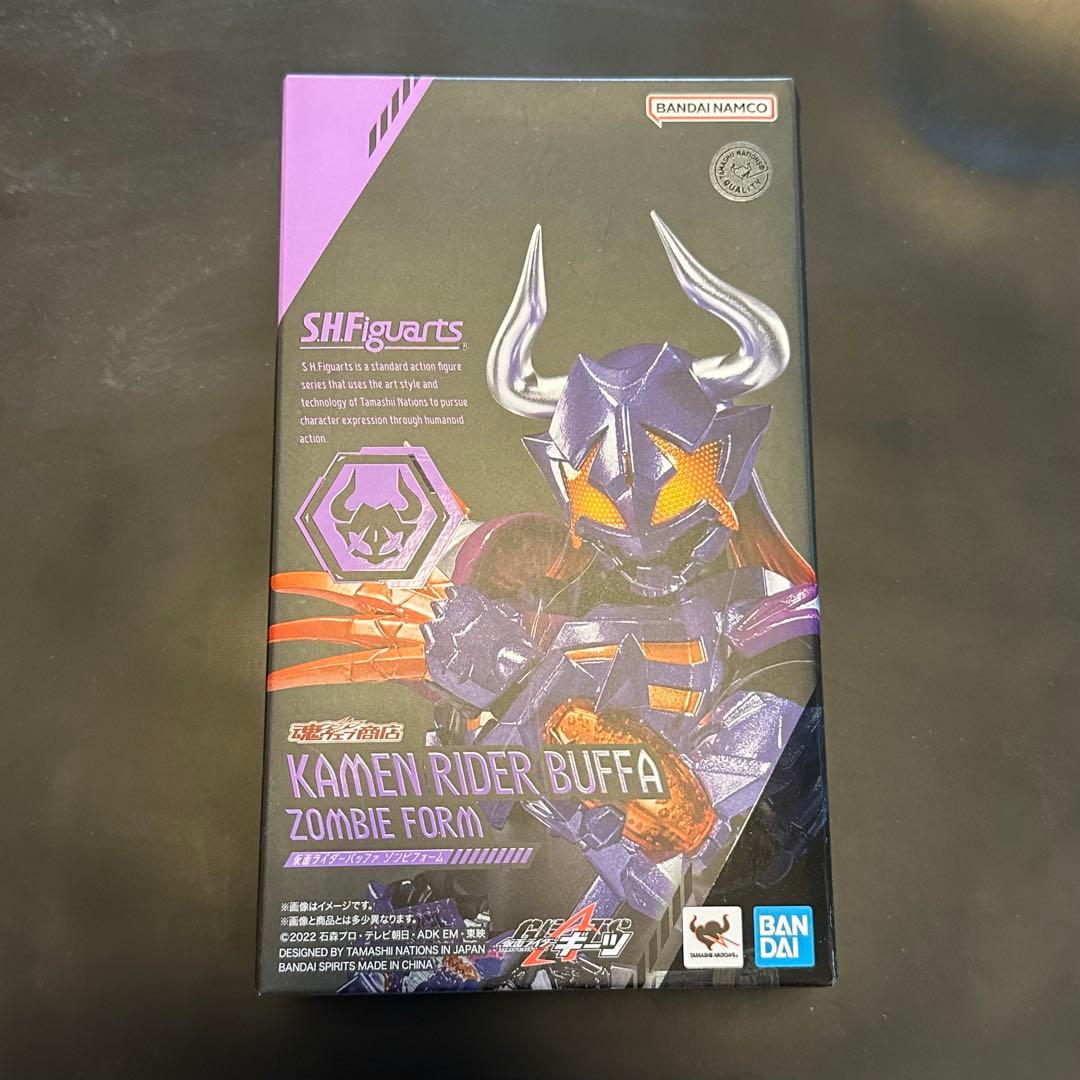 BANDAI NAMCO
TAMASHII NATIONS
QUALITY
S.H.Figuarts
S.H.Figuarts is a standard action figure
series that uses the art style and
technology of Tamashii Nations to pursue
character expression through humanoid
action.
魂ウェブ商店
KAMEN RIDER BUFFA
ZOMBIE FORM
仮面ライダーバッファ ゾンビフォーム
※画像はイメージです。
※画像と商品とは多少異なります。
©2022 石森プロ・テレビ朝日・ADK EM・東映
DESIGNED BY TAMASHII NATIONS IN JAPAN
BANDAI SPIRITS MADE IN CHINA
GEATS
仮面ライダーギーツ
TAMASHII NATIONS
BAN
DAI